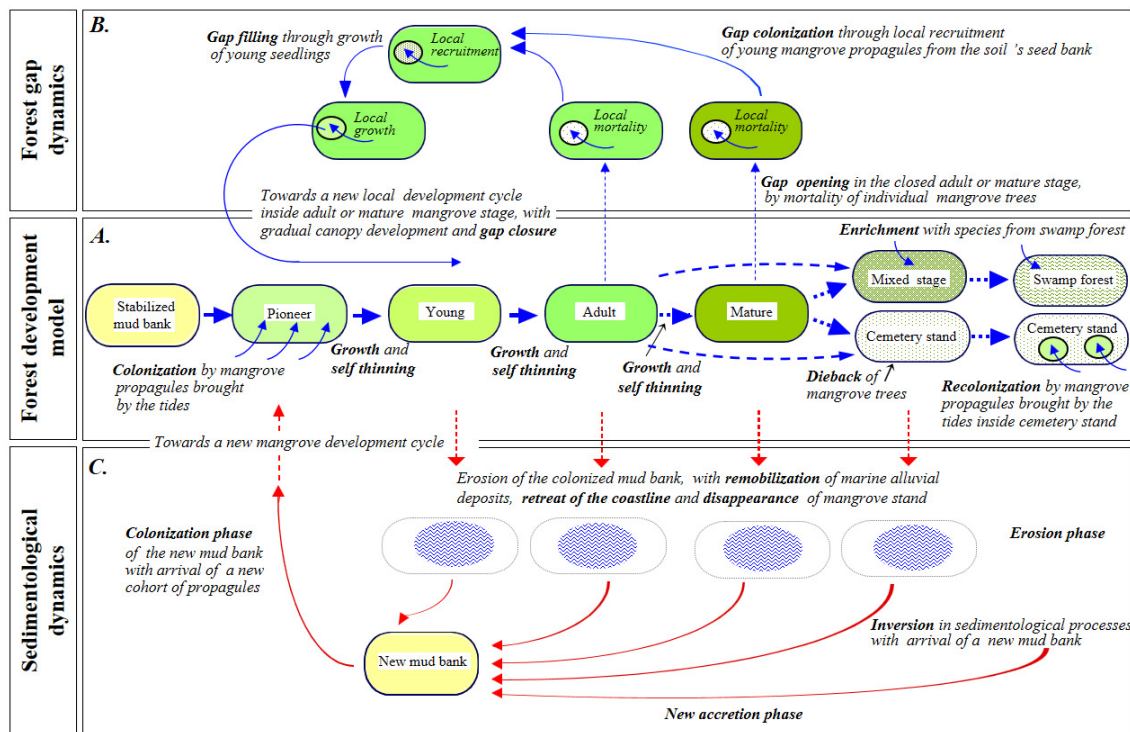 Forest gap
dynamics
B.
Gap filling through growth
of young seedlings
Local
recruitment
Gap colonization through local recruitment
of young mangrove propagules from the soil 's seed bank
Local
growth
Local
mortality
Local
mortality
Towards a new local development cycle
inside adult or mature mangrove stage, with
gradual canopy development and gap closure
Gap opening in the closed adult or mature stage,
by mortality of individual mangrove trees
Forest development
model
A.
Enrichment with species from swamp forest
Stabilized
mud bank
Pioneer
Young
Adult
Mature
Mixed stage
Swamp forest
Cemetery stand
Cemetery stand
Colonization by mangrove
propagules brought
by the tides
Growth and
self thinning
Growth and
self thinning
Growth and
self thinning
Dieback of
mangrove trees
Recolonization by mangrove
propagules brought by the
tides inside cemetery stand
Towards a new mangrove development cycle
Sedimentological
dynamics
C.
Erosion of the colonized mud bank, with remobilization of marine alluvial
deposits, retreat of the coastline and disappearance of mangrove stand
Colonization phase
of the new mud bank
with arrival of a new
cohort of propagules
Erosion phase
New mud bank
Inversion in sedimentological processes
with arrival of a new mud bank
New accretion phase